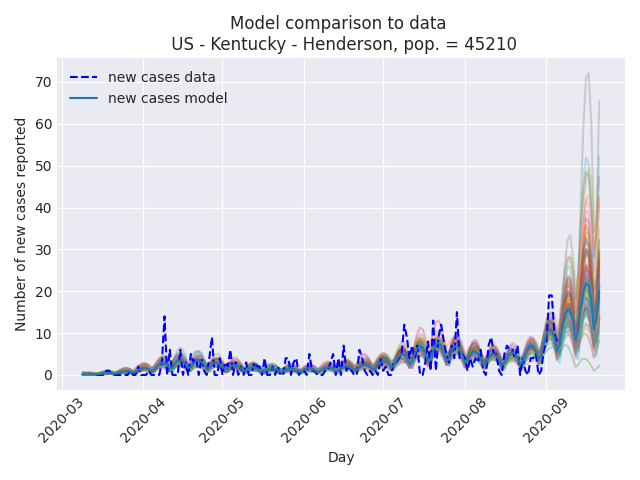 Model comparison to data
US - Kentucky - Henderson, pop. = 45210
new cases data
new cases model
Number of new cases reported
70
60
50
40
30
20
10
0
2020-03
2020-04
2020-05
2020-06
2020-07
2020-08
2020-09
Day